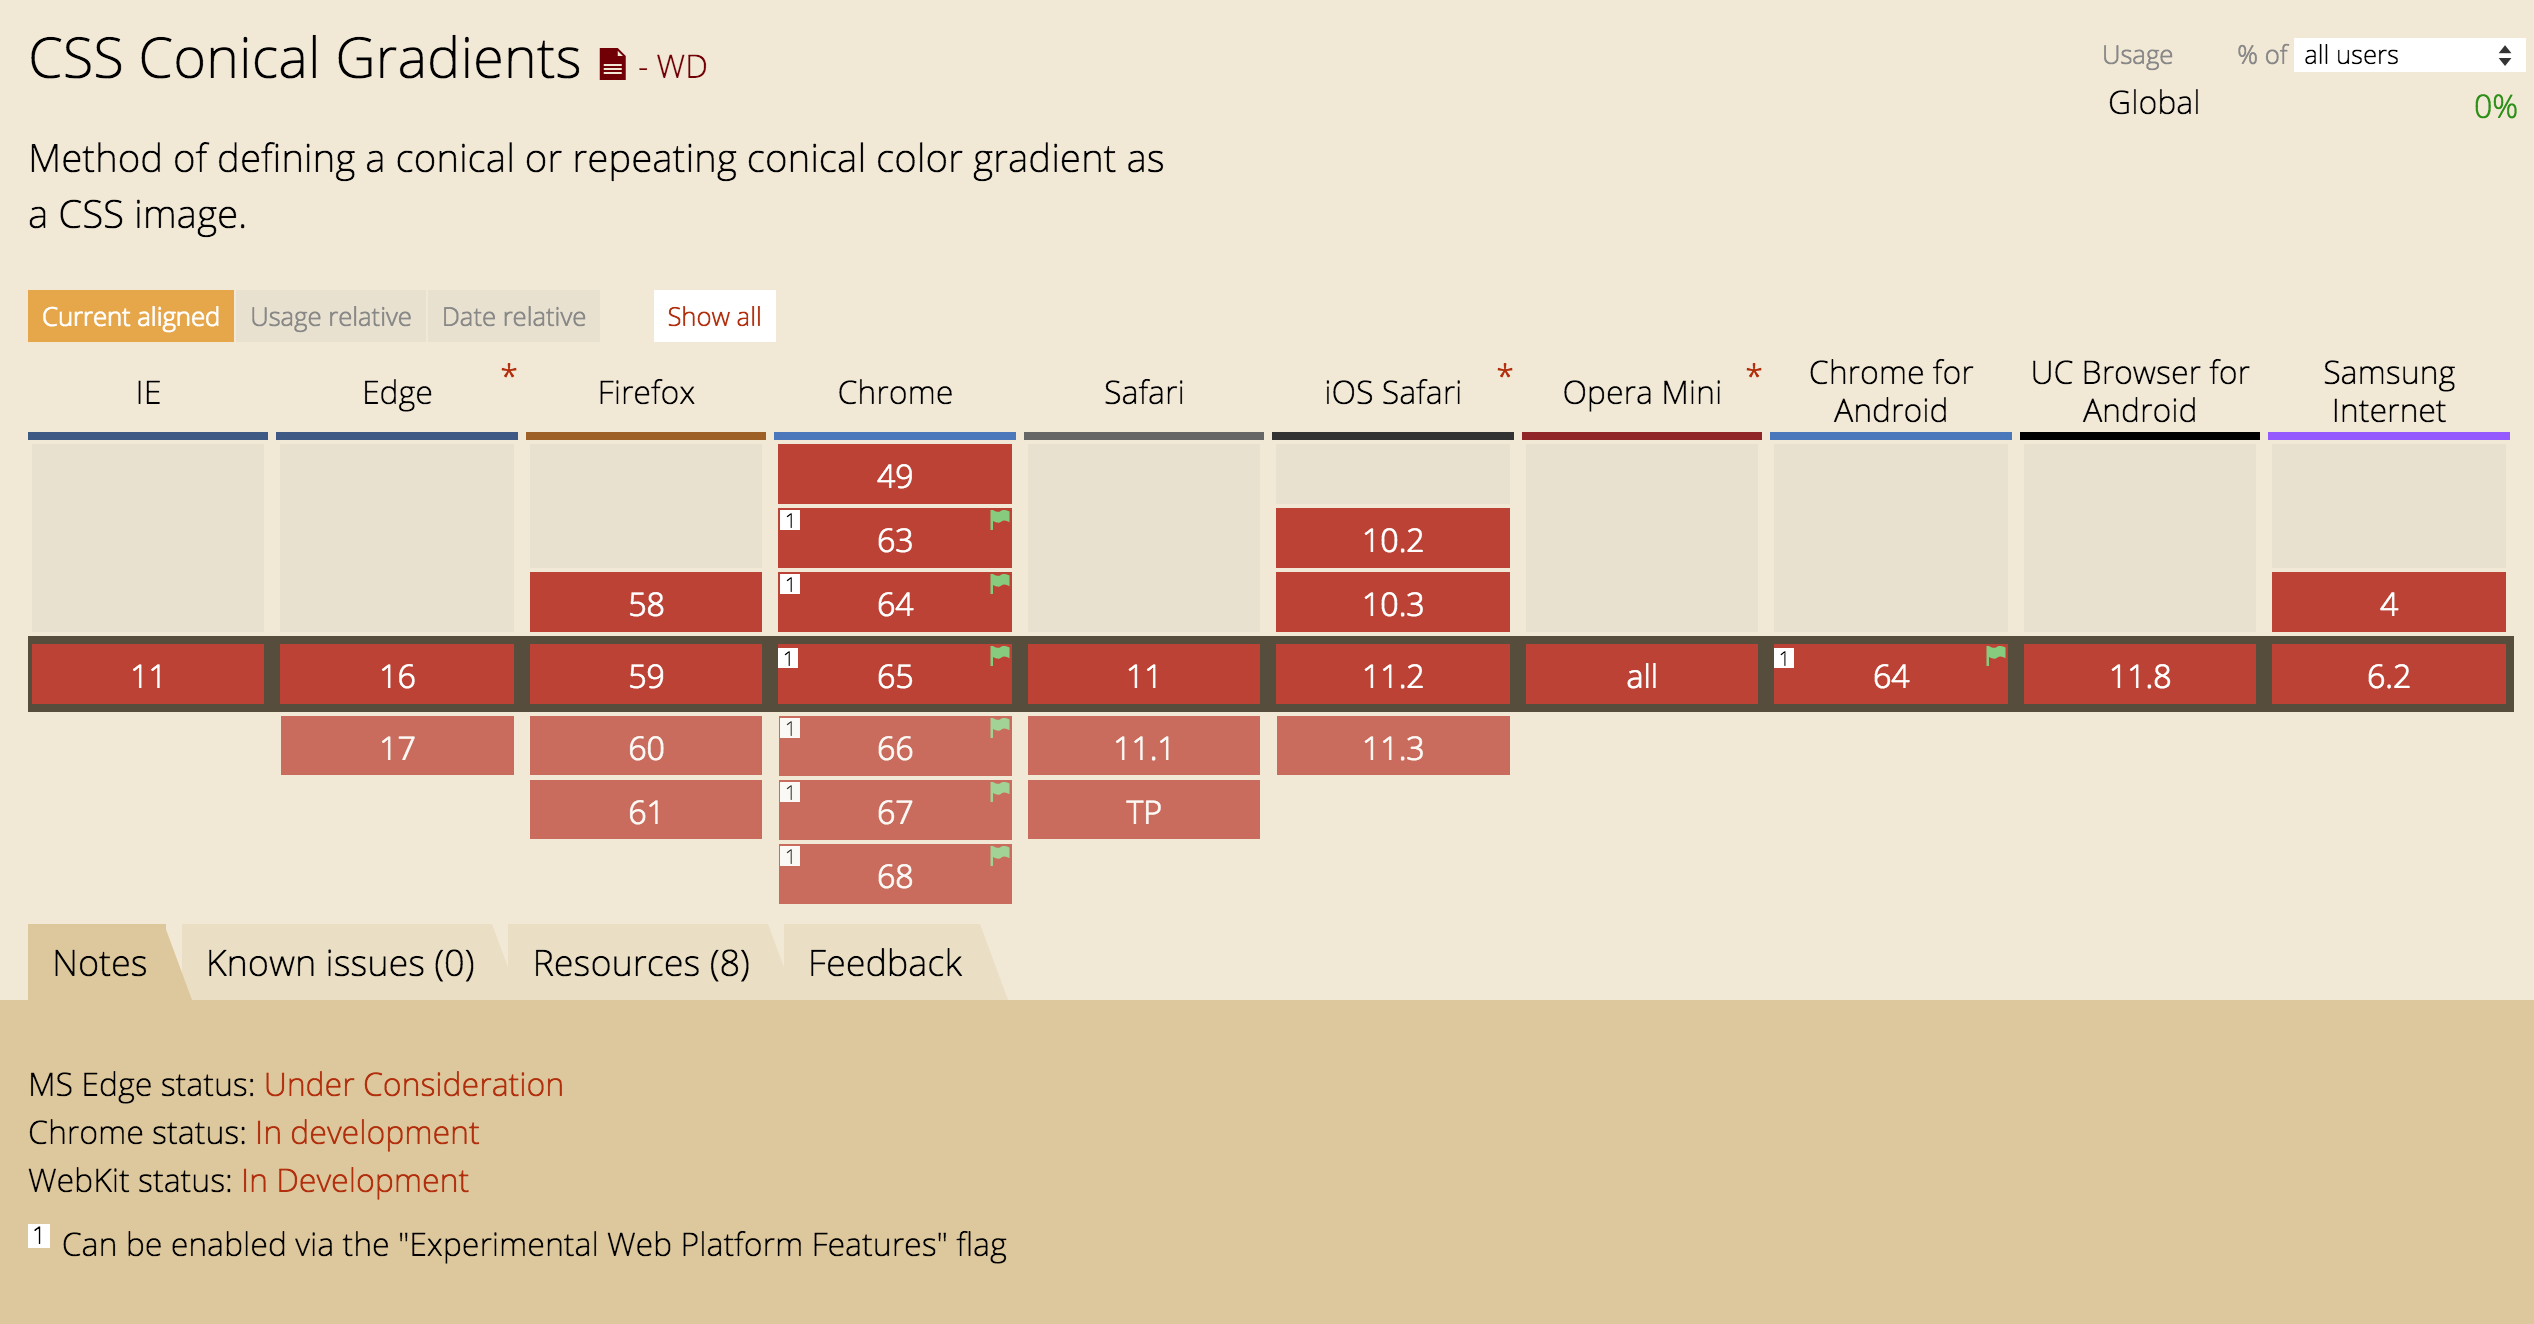 CSS Conical Gradients - WD
Usage % of all users
Global 0%
Method of defining a conical or repeating conical color gradient as
a CSS image.
Current aligned Usage relative Date relative Show all
IE Edge * Firefox Chrome Safari iOS Safari * Opera Mini * Chrome for Android UC Browser for Android Samsung Internet
49
1 63 10.2
58 1 64 10.3 4
11 16 59 1 65 11 11.2 all 1 64 11.8 6.2
17 60 1 66 11.1 11.3
61 1 67 TP
1 68
Notes Known issues (0) Resources (8) Feedback
MS Edge status: Under Consideration
Chrome status: In development
WebKit status: In Development
1 Can be enabled via the "Experimental Web Platform Features" flag